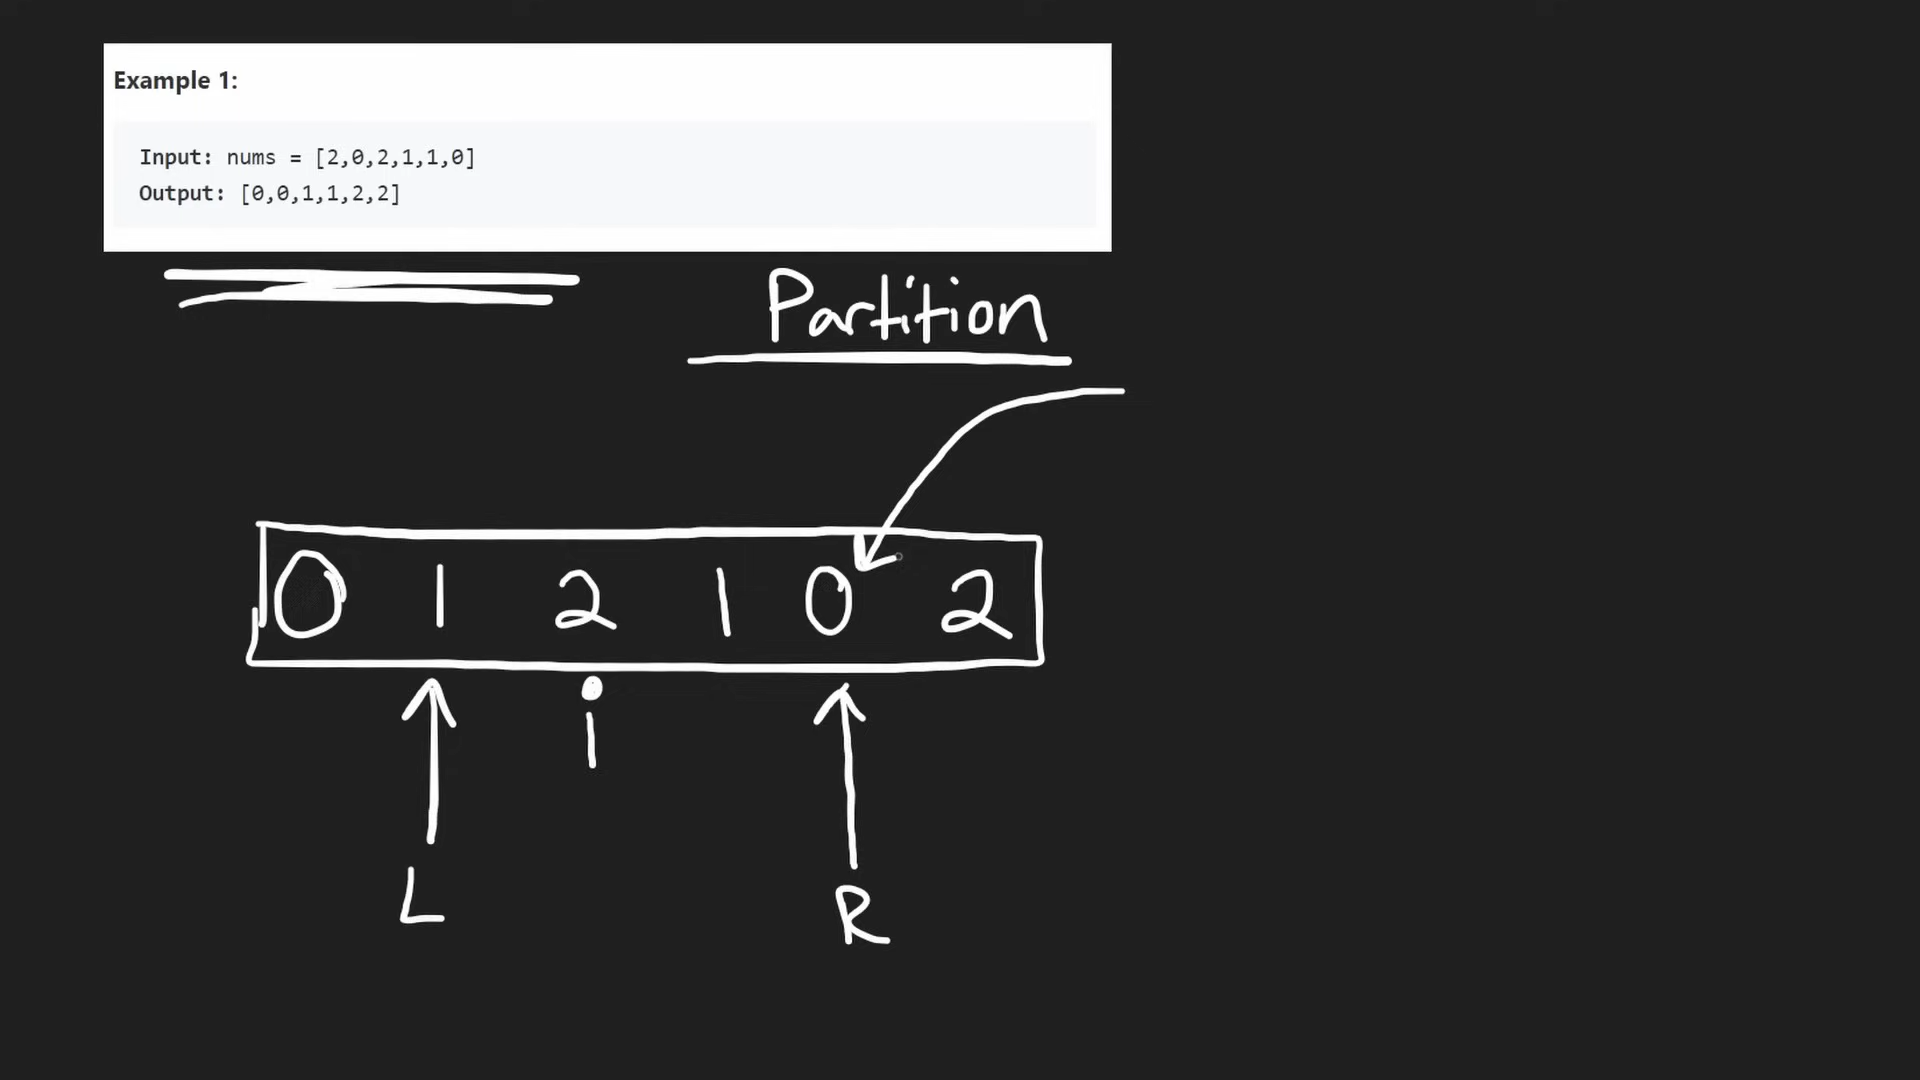 Example 1:
Input: nums = [2,0,2,1,1,0]
Output: [0,0,1,1,2,2]
Partition
0 1 2 1 0 2
i
L R